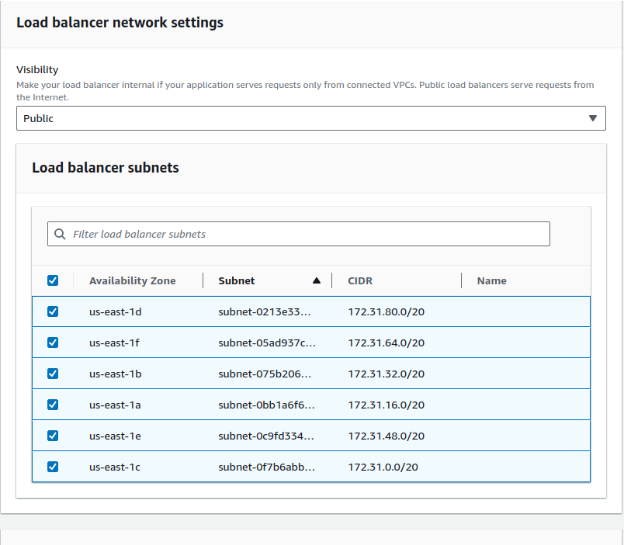 Load balancer network settings
Visibility
Make your load balancer internal if your application serves requests only from connected VPCs. Public load balancers serve requests from
the Internet.
Public
Load balancer subnets
Filter load balancer subnets
Availability Zone Subnet CIDR Name
us-east-1d subnet-0213e33... 172.31.80.0/20
us-east-1f subnet-05ad937c... 172.31.64.0/20
us-east-1b subnet-075b206... 172.31.32.0/20
us-east-1a subnet-0bb1a6f6... 172.31.16.0/20
us-east-1e subnet-0c9fd334... 172.31.48.0/20
us-east-1c subnet-0f7b6abb... 172.31.0.0/20